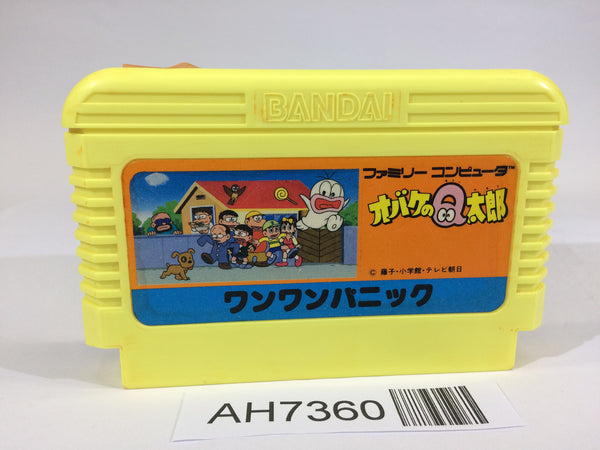 BANDAI
ファミリー コンピュータ™
オバケのQ太郎
© 藤子・小学館・テレビ朝日
ワンワンパニック
AH7360